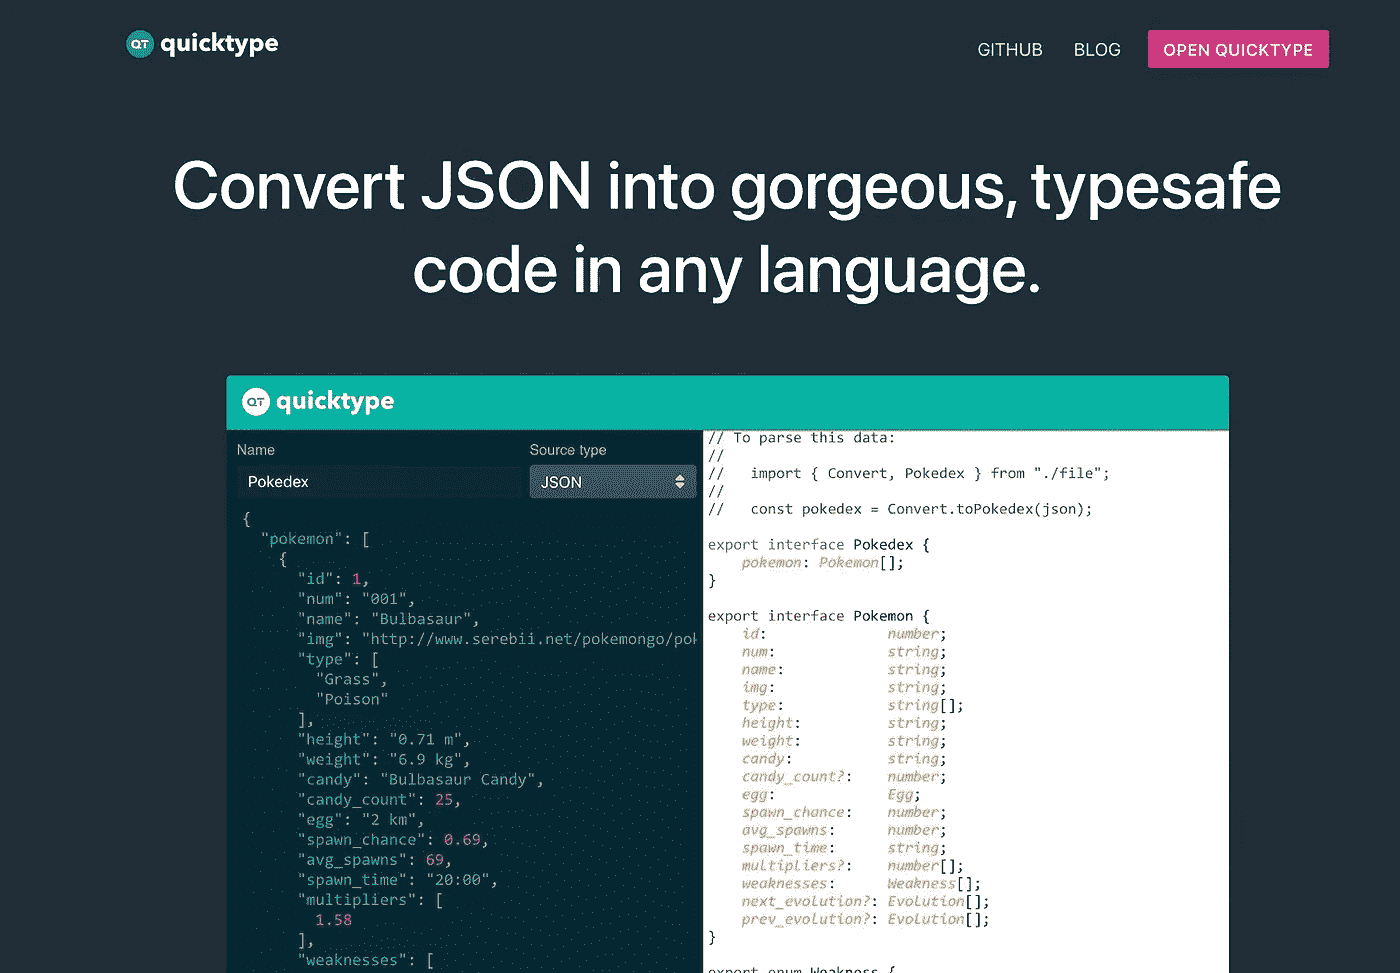 QT quicktype
GITHUB
BLOG
OPEN QUICKTYPE
Convert JSON into gorgeous, typesafe
code in any language.
QT quicktype
Name
Source type
Pokedex
JSON
{
"pokemon": [
{
"id": 1,
"num": "001",
"name": "Bulbasaur",
"img": "http://www.serebii.net/pokemongo/po
"type": [
"Grass",
"Poison"
],
"height": "0.71 m",
"weight": "6.9 kg",
"candy": "Bulbasaur Candy",
"candy_count": 25,
"egg": "2 km",
"spawn_chance": 0.69,
"avg_spawns": 69,
"spawn_time": "20:00",
"multipliers": [
1.58
],
"weaknesses": [
// To parse this data:
//
// import { Convert, Pokedex } from "./file";
//
// const pokedex = Convert.toPokedex(json);
export interface Pokedex {
pokemon: Pokemon[];
}
export interface Pokemon {
id: number;
num: string;
name: string;
img: string;
type: string[];
height: string;
weight: string;
candy: string;
candy_count?: number;
egg: Egg;
spawn_chance: number;
avg_spawns: number;
spawn_time: string;
multipliers?: number[];
weaknesses: Weakness[];
next_evolution?: Evolution[];
prev_evolution?: Evolution[];
}
export enum Weakness {